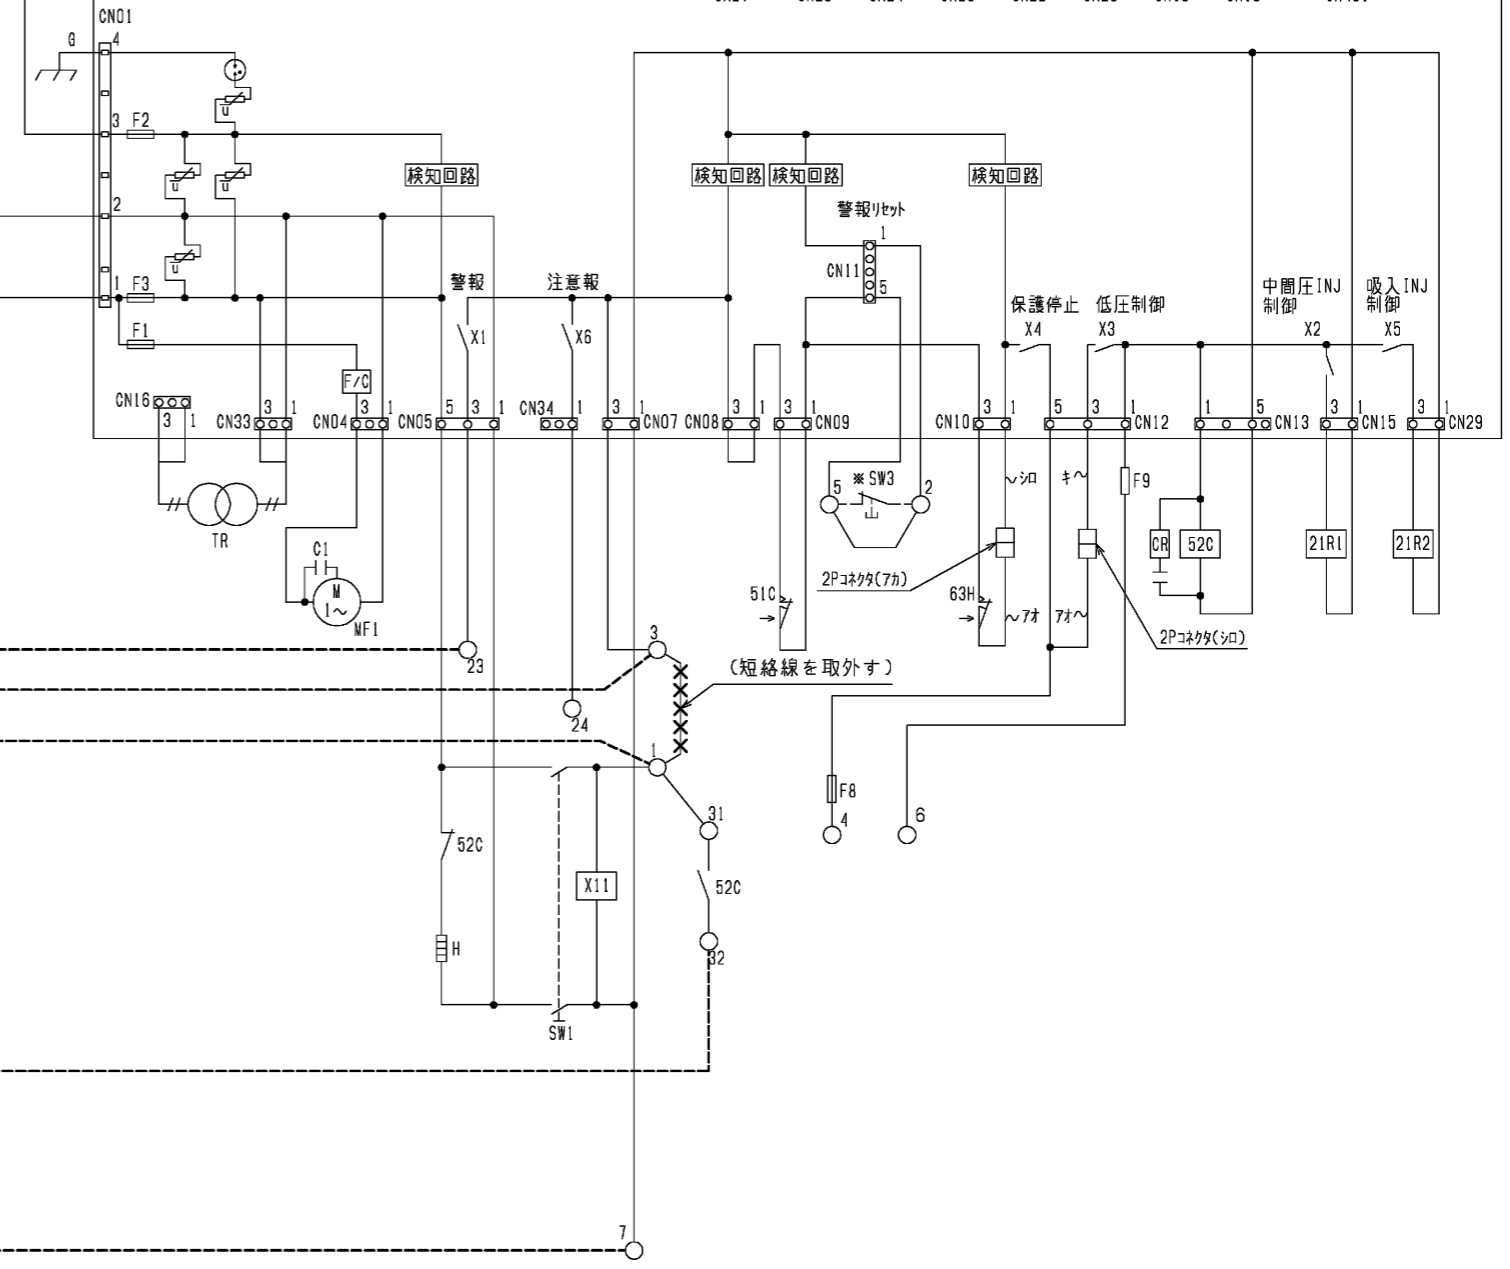 CN01
G
4
3
F2
u
u
u
u
2
1
F3
F1
検知回路
検知回路
検知回路
検知回路
警報リセット
1
CN11
5
警報
X1
注意報
X6
保護停止
X4
低圧制御
X3
中間圧INJ
制御
X2
吸入INJ
制御
X5
F/C
CN16
3 1
CN33
3 1
CN04
3 1
CN05
5 3 1
CN34
1
3 1
CN07
CN08
3 1
3 1
CN09
CN10
3 1
5 3 1
CN12
1 5
CN13
3 1
CN15
3 1
CN29
※SW3
5
2
~シロ
キ~
F9
TR
C1
M
1~
MF1
2Pコネクタ(アカ)
CR
52C
21R1
21R2
51C
63H
~アオ
アオ~
2Pコネクタ(シロ)
23
3
(短絡線を取外す)
24
1
F8
4
6
31
52C
X11
52C
H
32
SW1
7